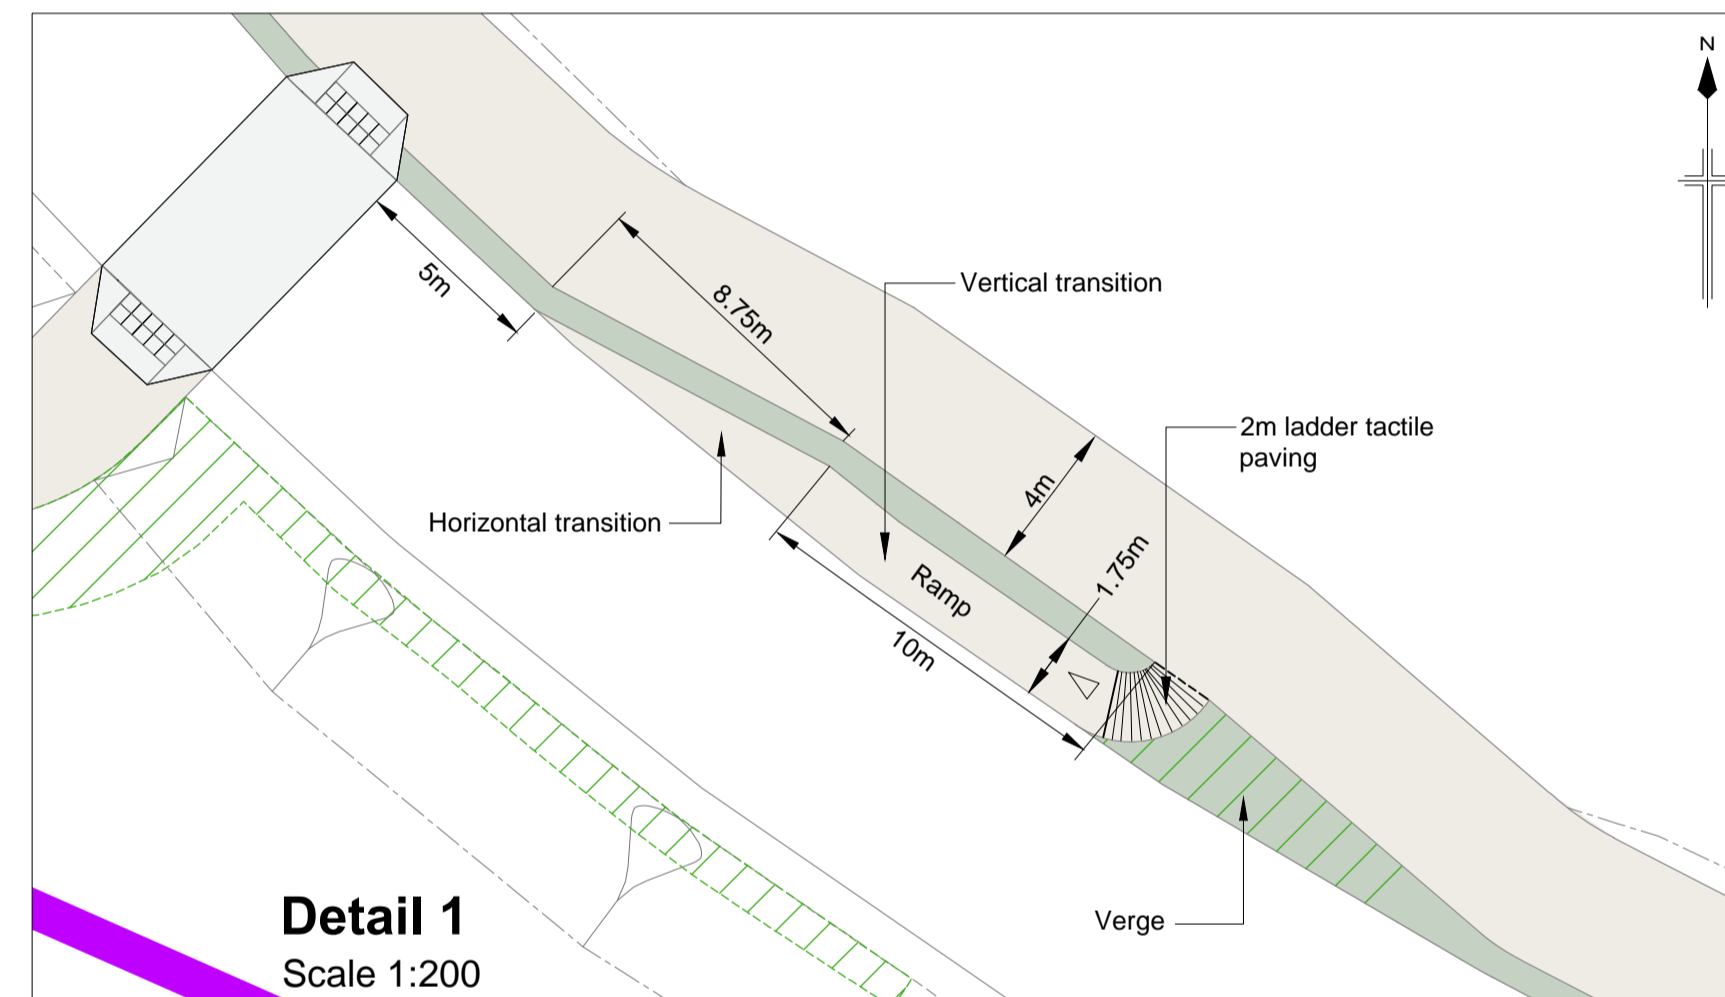 N
5m
8.75m
Vertical transition
2m ladder tactile
paving
4m
Horizontal transition
1.75m
Ramp
10m
Verge
Detail 1
Scale 1:200